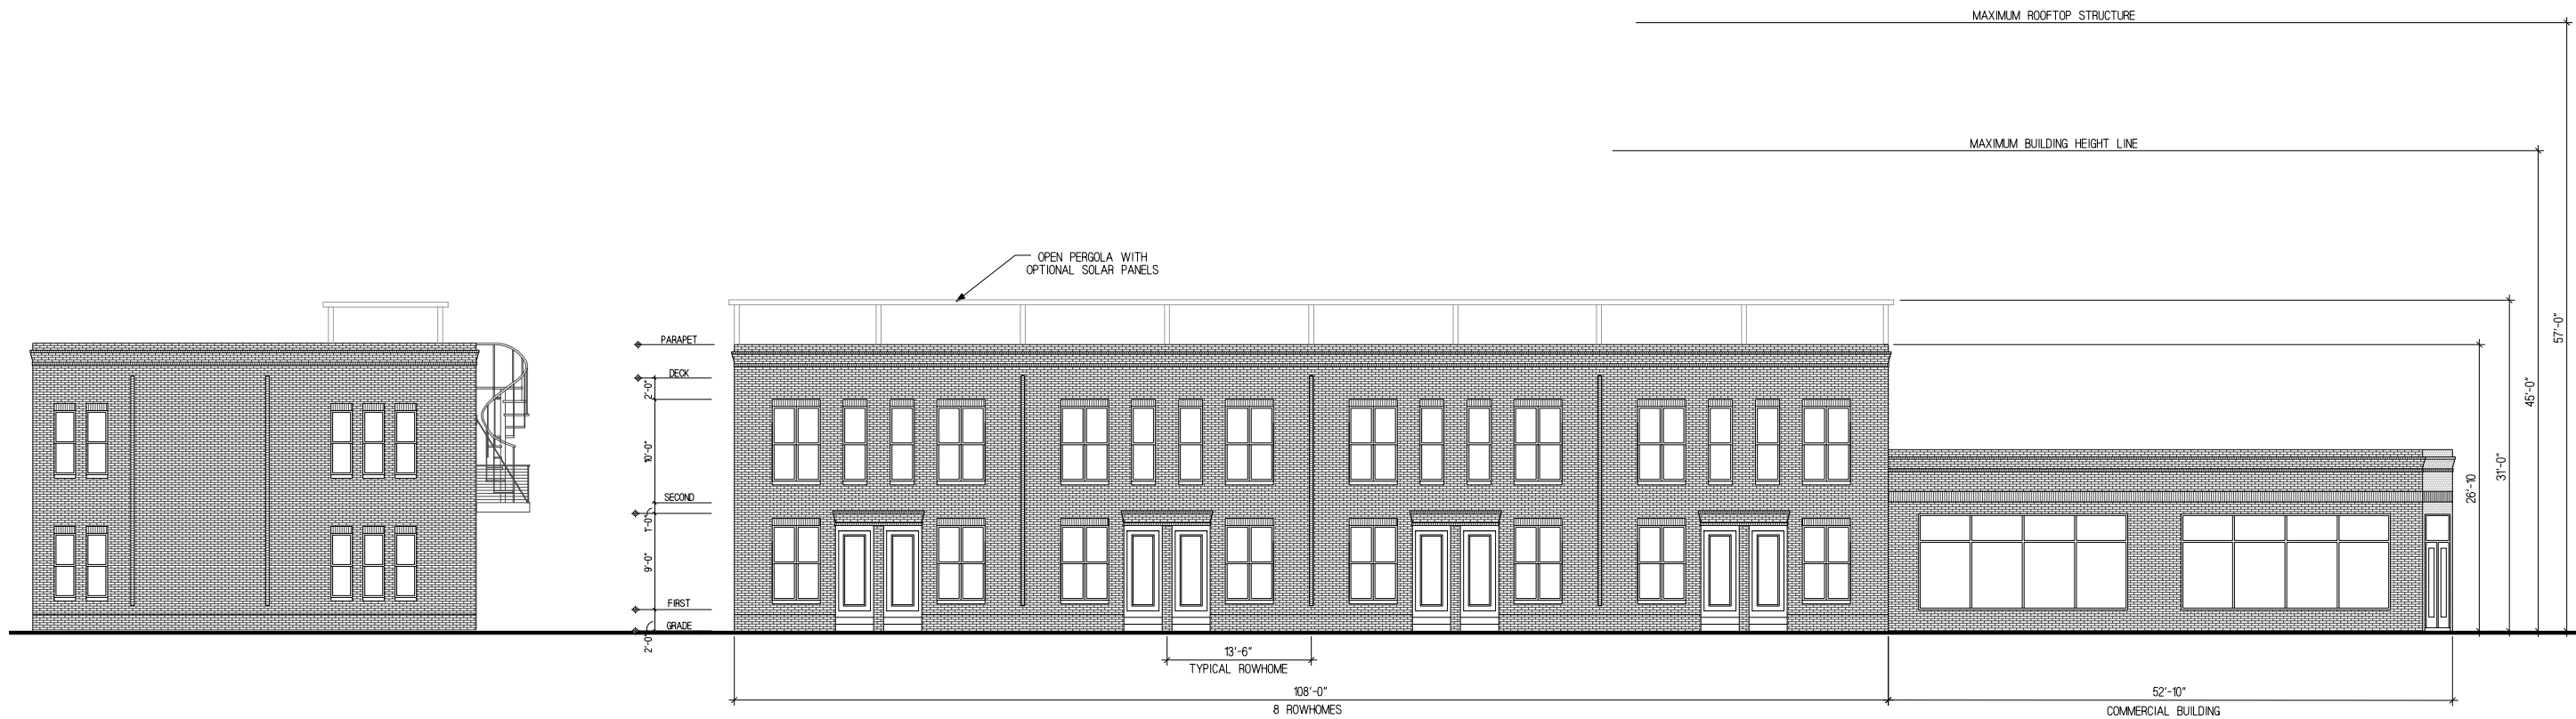 MAXIMUM ROOFTOP STRUCTURE
MAXIMUM BUILDING HEIGHT LINE
OPEN PERGOLA WITH
OPTIONAL SOLAR PANELS
PARAPET
DECK
2'-0"
10'-0"
SECOND
1'-0"
9'-0"
FIRST
GRADE
2'-0"
26'-10
31'-0"
45'-0"
57'-0"
13'-6"
TYPICAL ROWHOME
108'-0"
8 ROWHOMES
52'-10"
COMMERCIAL BUILDING